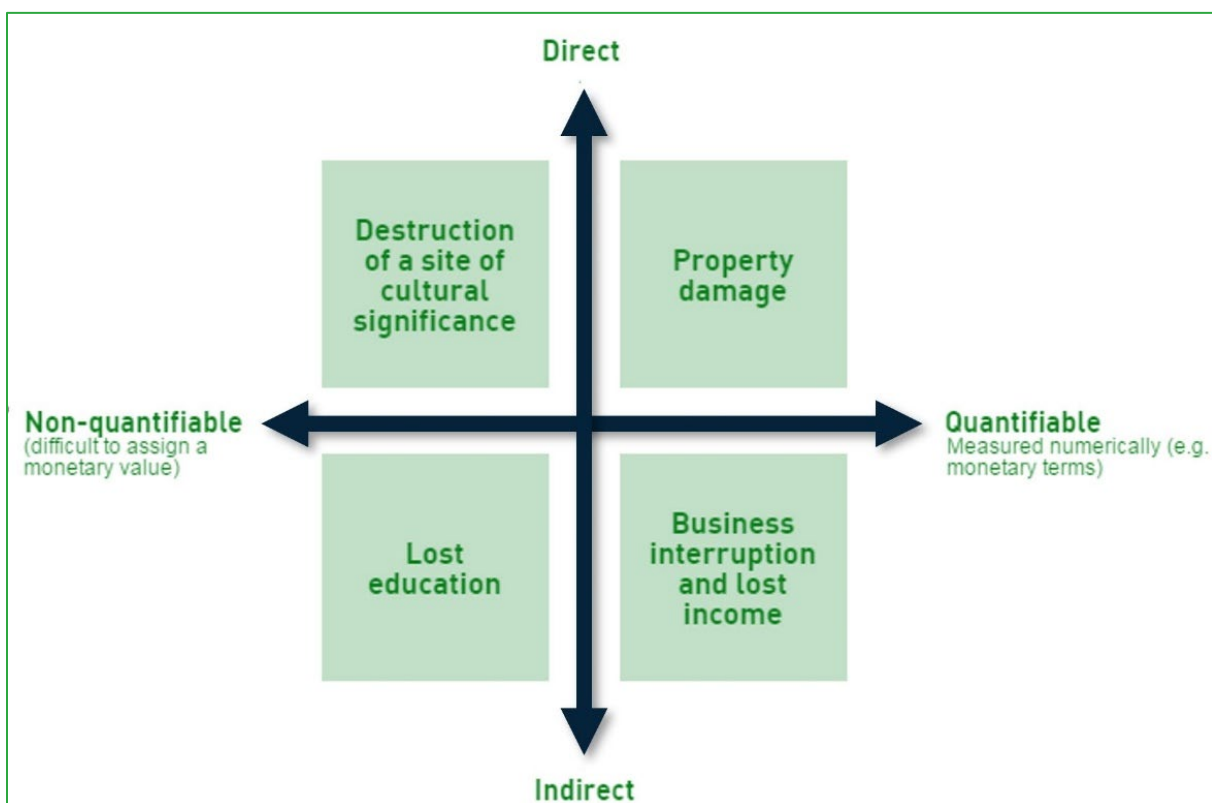 Direct
Destruction
of a site of
cultural
significance
Property
damage
Non-quantifiable
(difficult to assign a
monetary value)
Quantifiable
Measured numerically (e.g.
monetary terms)
Lost
education
Business
interruption
and lost
income
Indirect